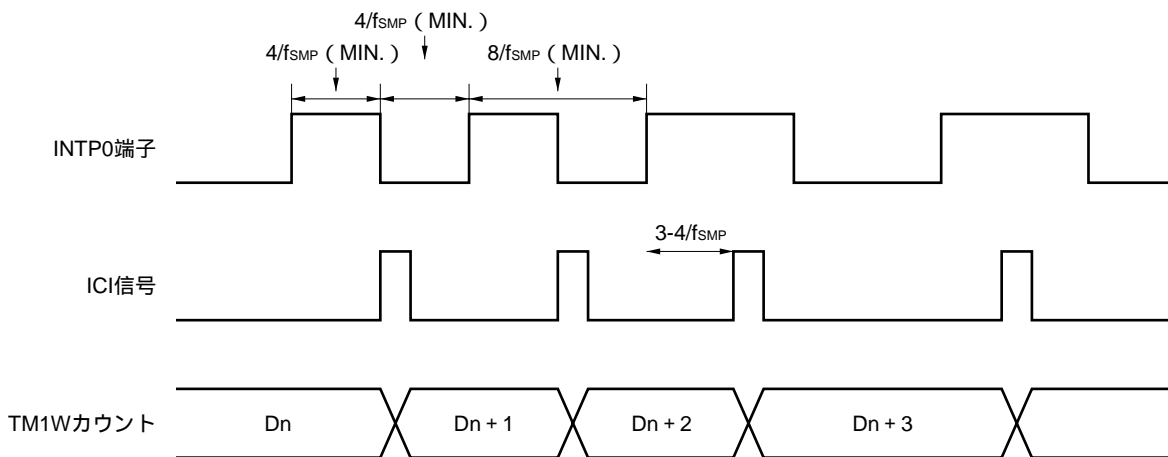 4/fSMP（MIN.）
4/fSMP（MIN.）
8/fSMP（MIN.）
INTP0端子
3-4/fSMP
ICI信号
TM1Wカウント
Dn
Dn + 1
Dn + 2
Dn + 3